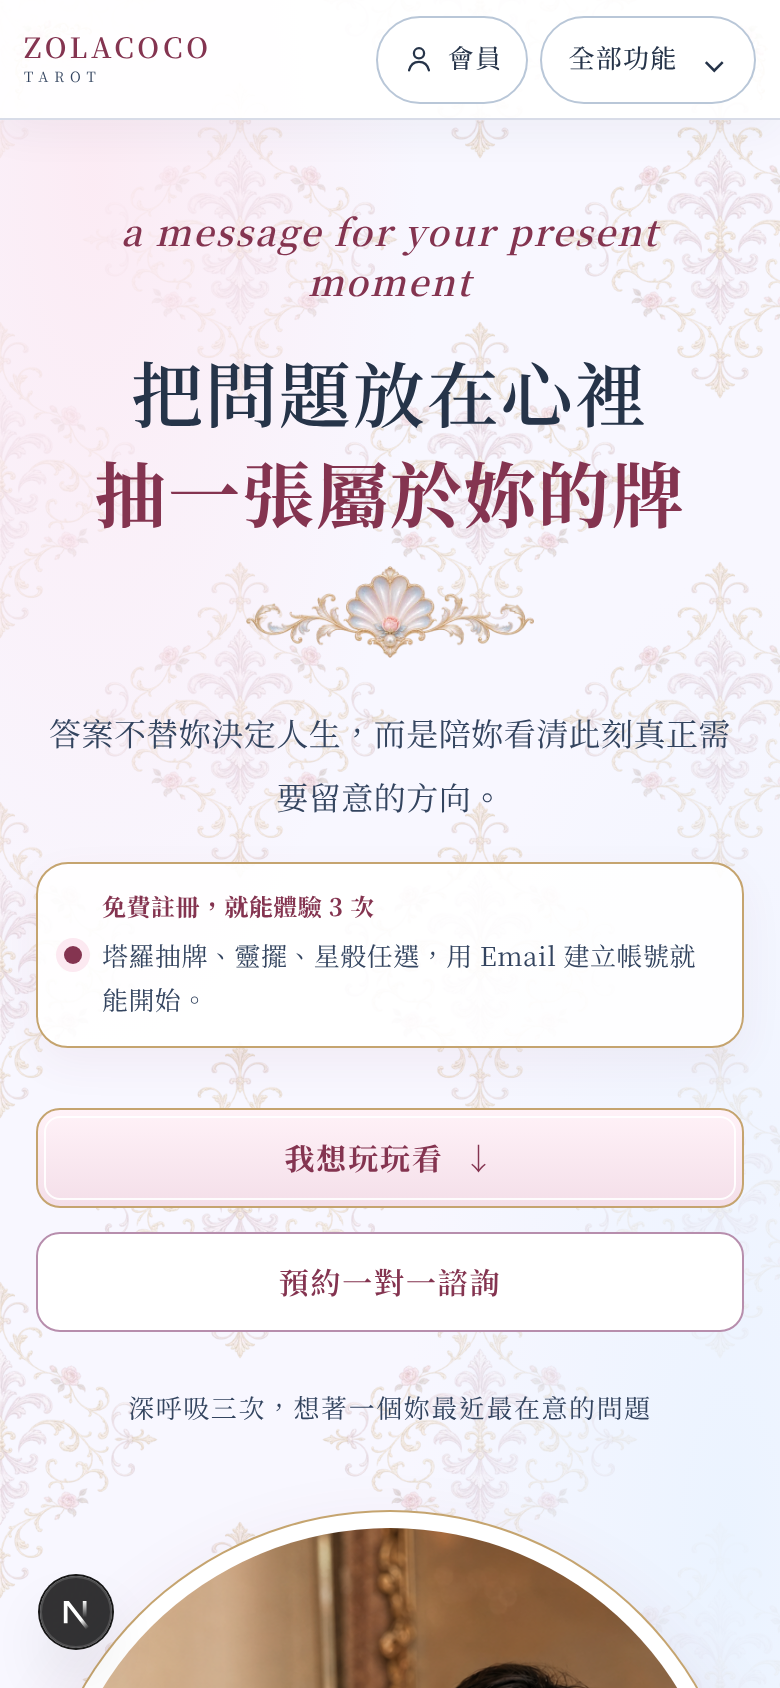 ZOLACOCO
TAROT
會員
全部功能
a message for your present
moment
把問題放在心裡
抽一張屬於妳的牌
答案不替妳決定人生，而是陪妳看清此刻真正需
要留意的方向。
免費註冊，就能體驗 3 次
塔羅抽牌、靈擺、星骰任選，用 Email 建立帳號就
能開始。
我想玩玩看 ↓
預約一對一諮詢
深呼吸三次，想著一個妳最近最在意的問題
N